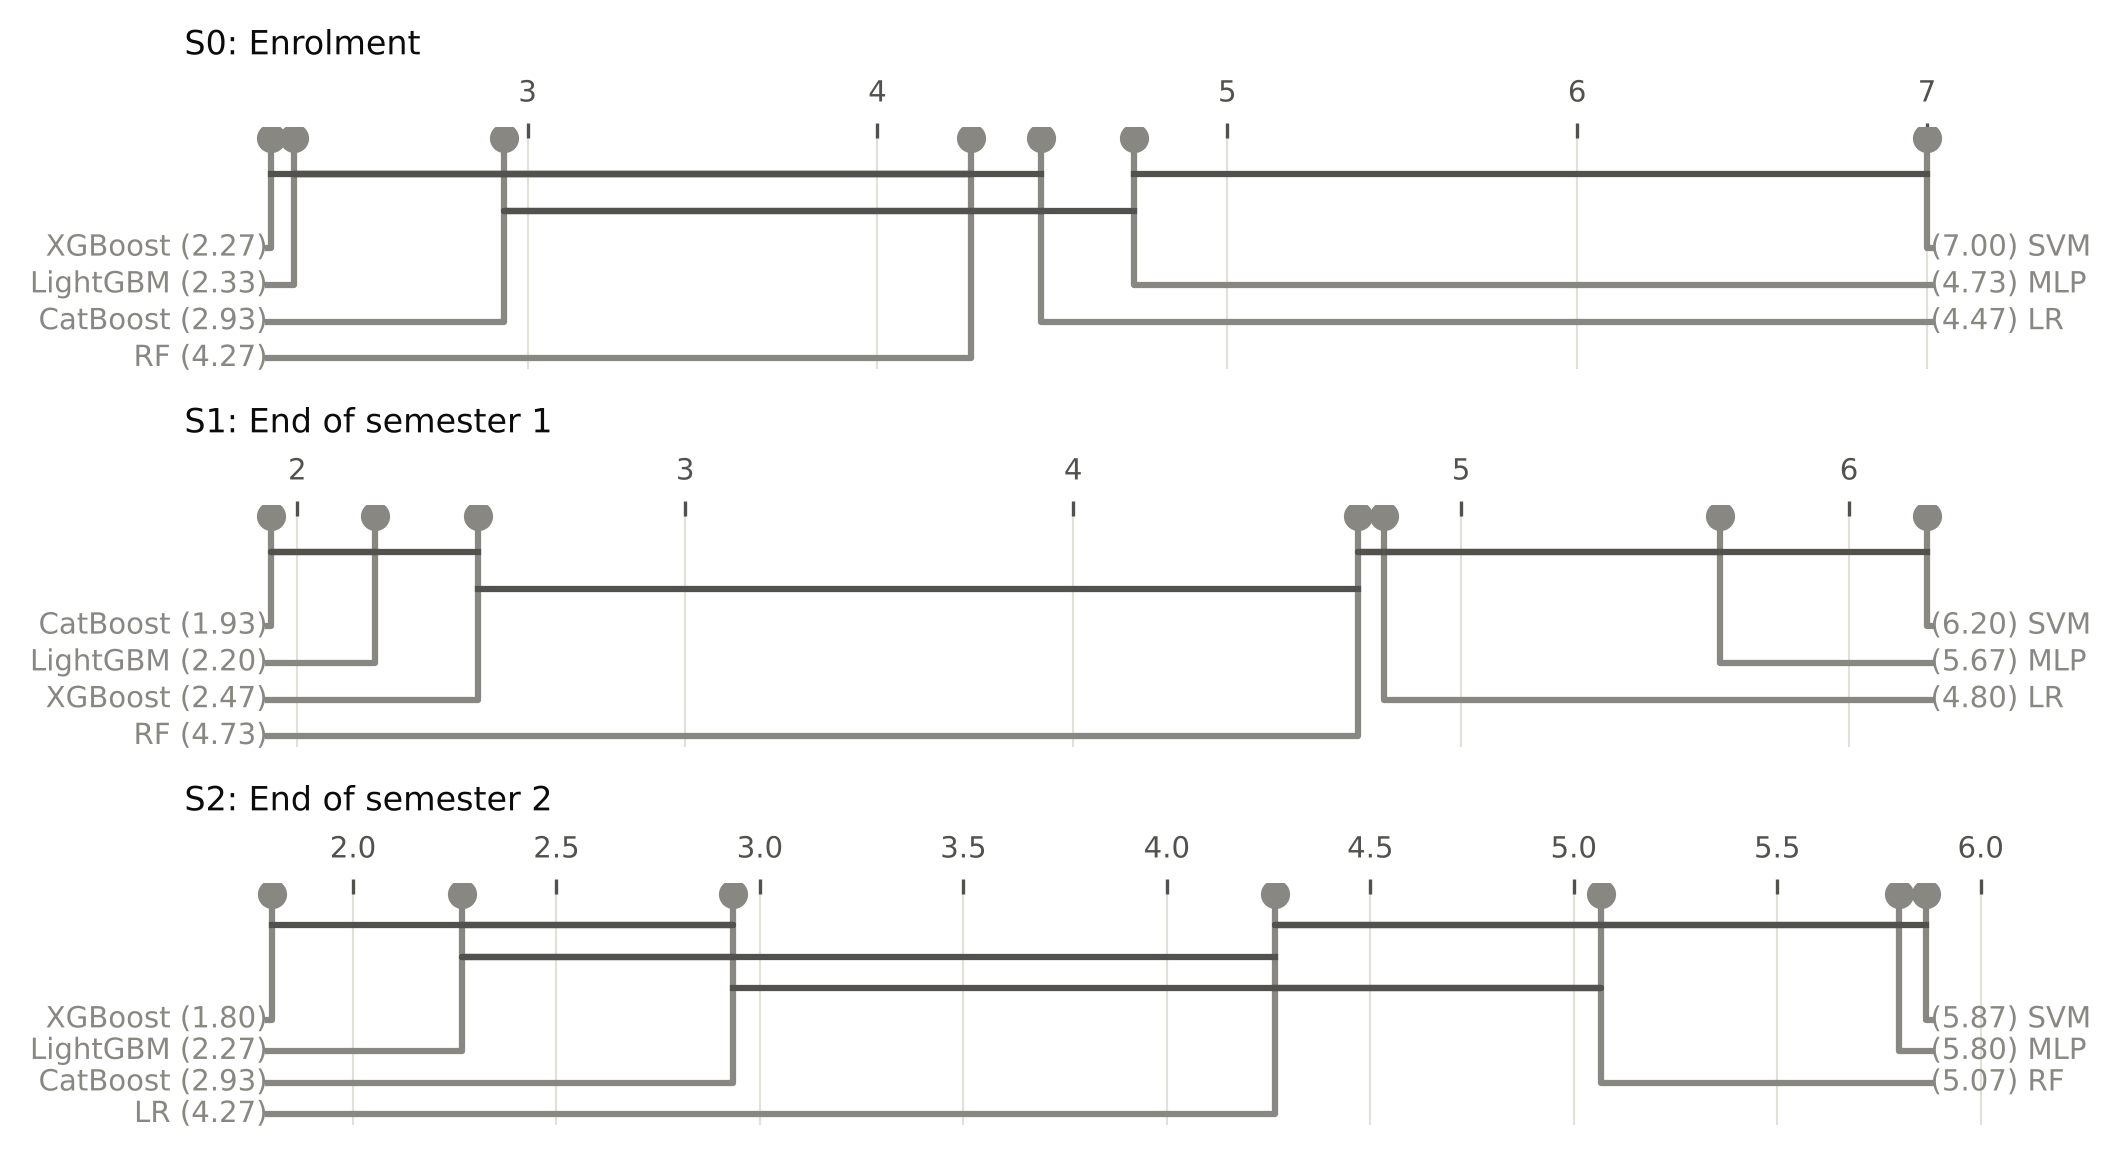 S0: Enrolment
3 4 5 6 7
XGBoost (2.27) (7.00) SVM
LightGBM (2.33) (4.73) MLP
CatBoost (2.93) (4.47) LR
RF (4.27)
S1: End of semester 1
2 3 4 5 6
CatBoost (1.93) (6.20) SVM
LightGBM (2.20) (5.67) MLP
XGBoost (2.47) (4.80) LR
RF (4.73)
S2: End of semester 2
2.0 2.5 3.0 3.5 4.0 4.5 5.0 5.5 6.0
XGBoost (1.80) (5.87) SVM
LightGBM (2.27) (5.80) MLP
CatBoost (2.93) (5.07) RF
LR (4.27)